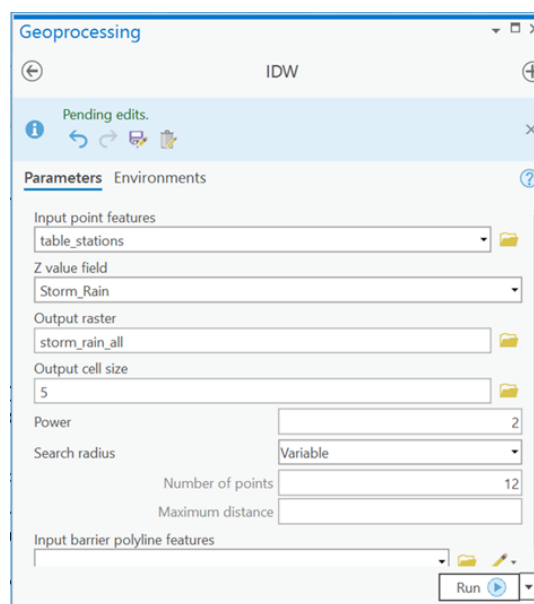 Geoprocessing
IDW
Pending edits.
Parameters Environments
Input point features
table_stations
Z value field
Storm_Rain
Output raster
storm_rain_all
Output cell size
5
Power 2
Search radius Variable
Number of points 12
Maximum distance
Input barrier polyline features
Run